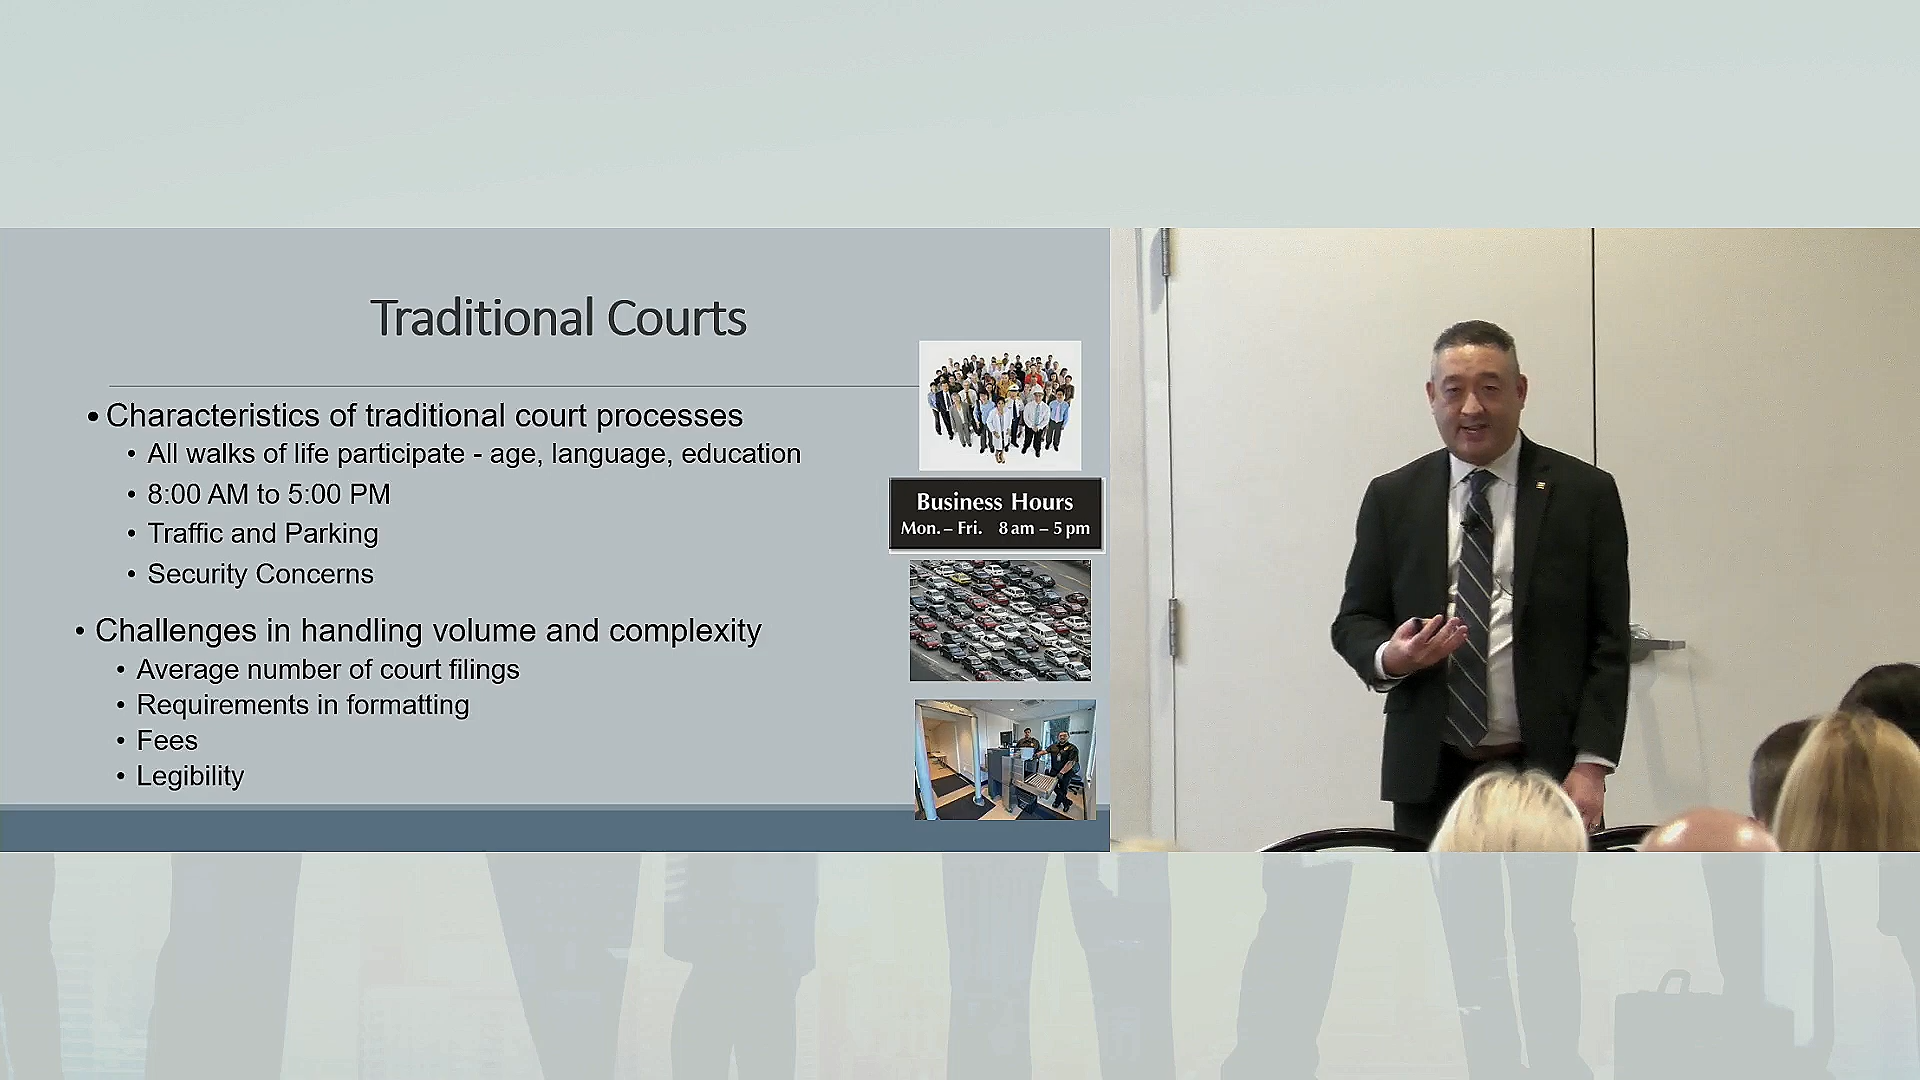 Traditional Courts
• Characteristics of traditional court processes
• All walks of life participate - age, language, education
• 8:00 AM to 5:00 PM
• Traffic and Parking
• Security Concerns
• Challenges in handling volume and complexity
• Average number of court filings
• Requirements in formatting
• Fees
• Legibility
Business Hours
Mon. – Fri. 8 am – 5 pm